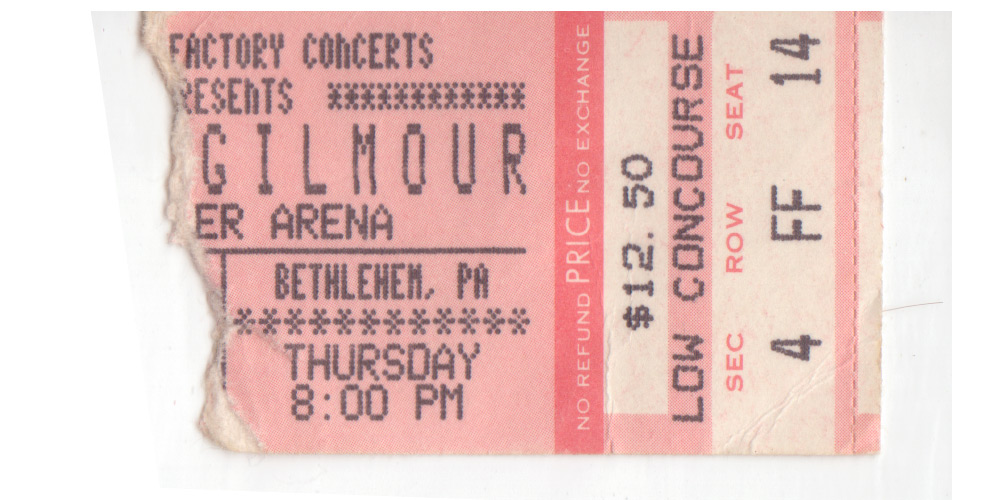 FACTORY CONCERTS
RESENTS *************
GILMOUR
ER ARENA
BETHLEHEM, PA
************
THURSDAY
8:00 PM
NO REFUND PRICE NO EXCHANGE
$12.50
LOW CONCOURSE
SEC ROW SEAT
4 FF 14